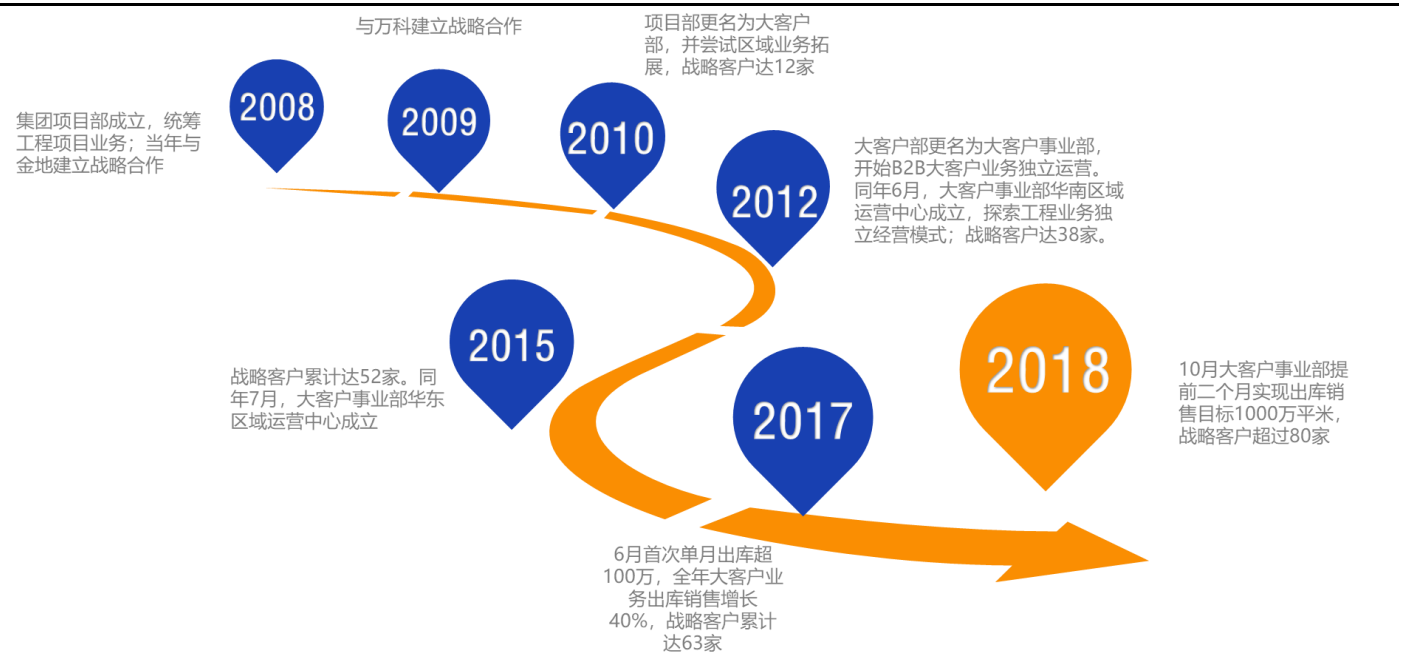 2008
集团项目部成立，统筹
工程项目业务；当年与
金地建立战略合作
2009
与万科建立战略合作
2010
项目部更名为大客户
部，并尝试区域业务拓
展，战略客户达12家
2012
大客户部更名为大客户事业部，
开始B2B大客户业务独立运营。
同年6月，大客户事业部华南区域
运营中心成立，探索工程业务独
立经营模式；战略客户达38家。
2015
战略客户累计达52家。同
年7月，大客户事业部华东
区域运营中心成立
2017
6月首次单月出库超
100万，全年大客户业
务出库销售增长
40%，战略客户累计
达63家
2018
10月大客户事业部提
前二个月实现出库销
售目标1000万平米，
战略客户超过80家